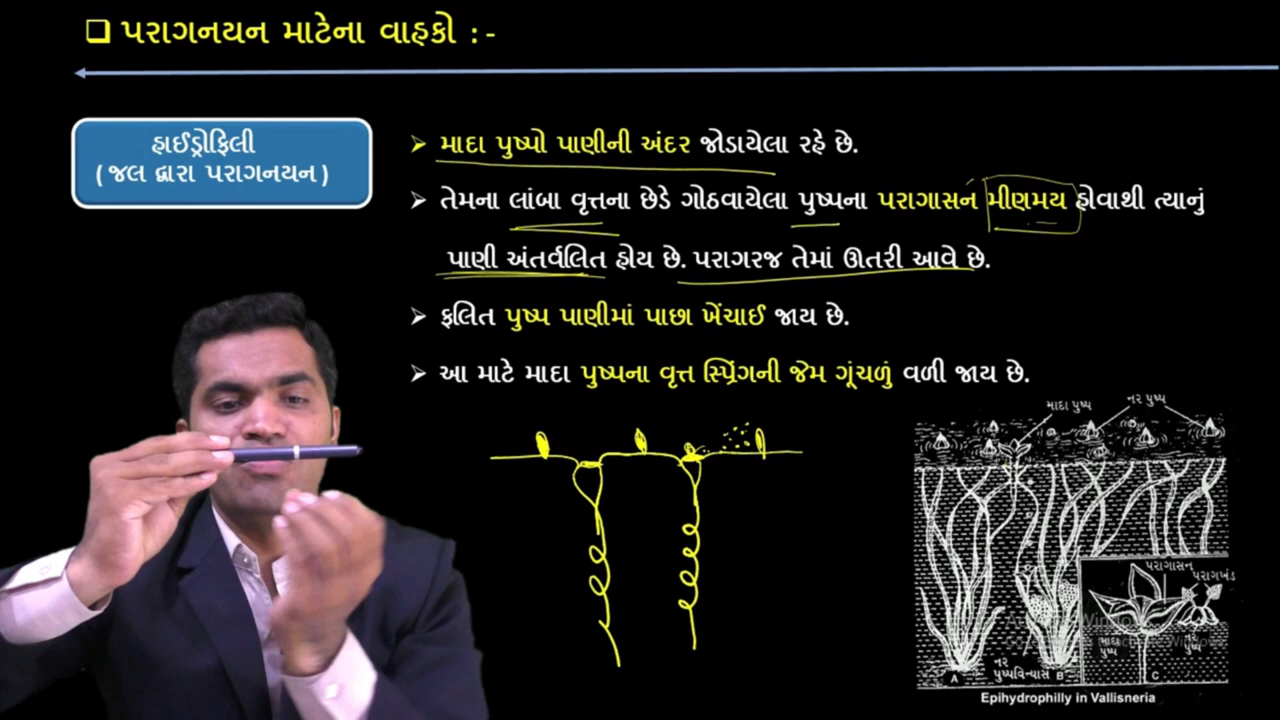 ❑ પરાગનયન માટેના વાહકો :-
હાઈડ્રોફિલી
( જલ દ્વારા પરાગનયન )
➢ માદા પુષ્પો પાણીની અંદર જોડાયેલા રહે છે.
➢ તેમના લાંબા વૃત્તના છેડે ગોઠવાયેલા પુષ્પના પરાગાસન મીણમય હોવાથી ત્યાનું
પાણી અંતર્વલિત હોય છે. પરાગરજ તેમાં ઊતરી આવે છે.
➢ ફલિત પુષ્પ પાણીમાં પાછા ખેંચાઈ જાય છે.
➢ આ માટે માદા પુષ્પના વૃત્ત સ્પ્રિંગની જેમ ગૂંચળું વળી જાય છે.
માદા પુષ્પ નર પુષ્પ
પરાગાસન
પરાગખંડ
માદા પુષ્પ
નર પુષ્પ
નર
પુષ્પવિન્યાસ
A B C
Epihydrophilly in Vallisneria